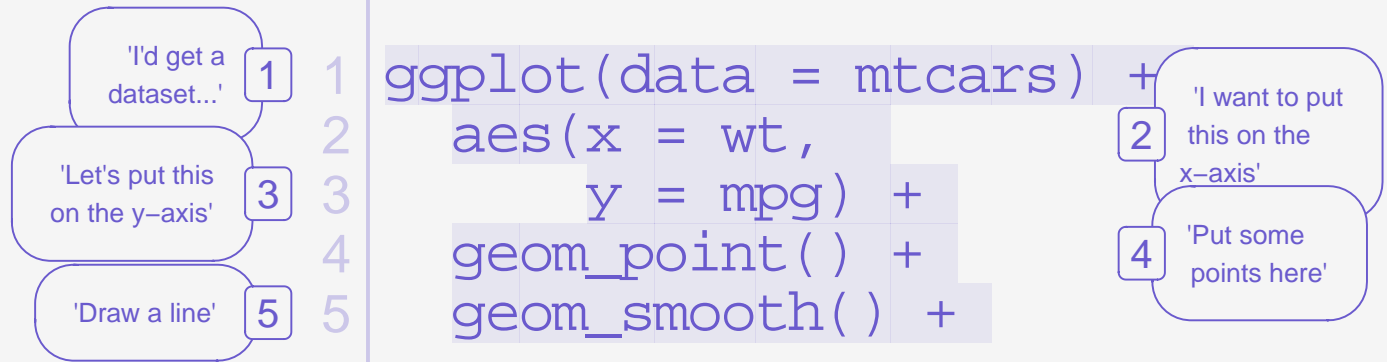 'I'd get a
dataset...'
1
1
ggplot(data = mtcars) +
2
aes(x = wt,
2
'I want to put
this on the
x−axis'
'Let's put this
on the y−axis'
3
3
y = mpg) +
4
geom_point() +
4
'Put some
points here'
'Draw a line'
5
5
geom_smooth() +